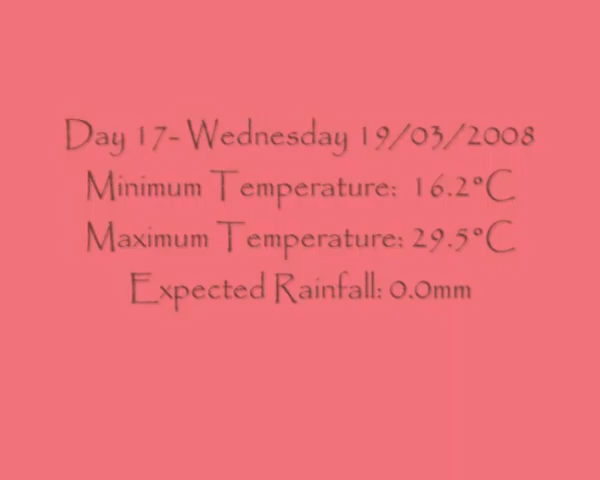 Day 17- Wednesday 19/03/2008
Minimum Temperature: 16.2°C
Maximum Temperature: 29.5°C
Expected Rainfall: 0.0mm